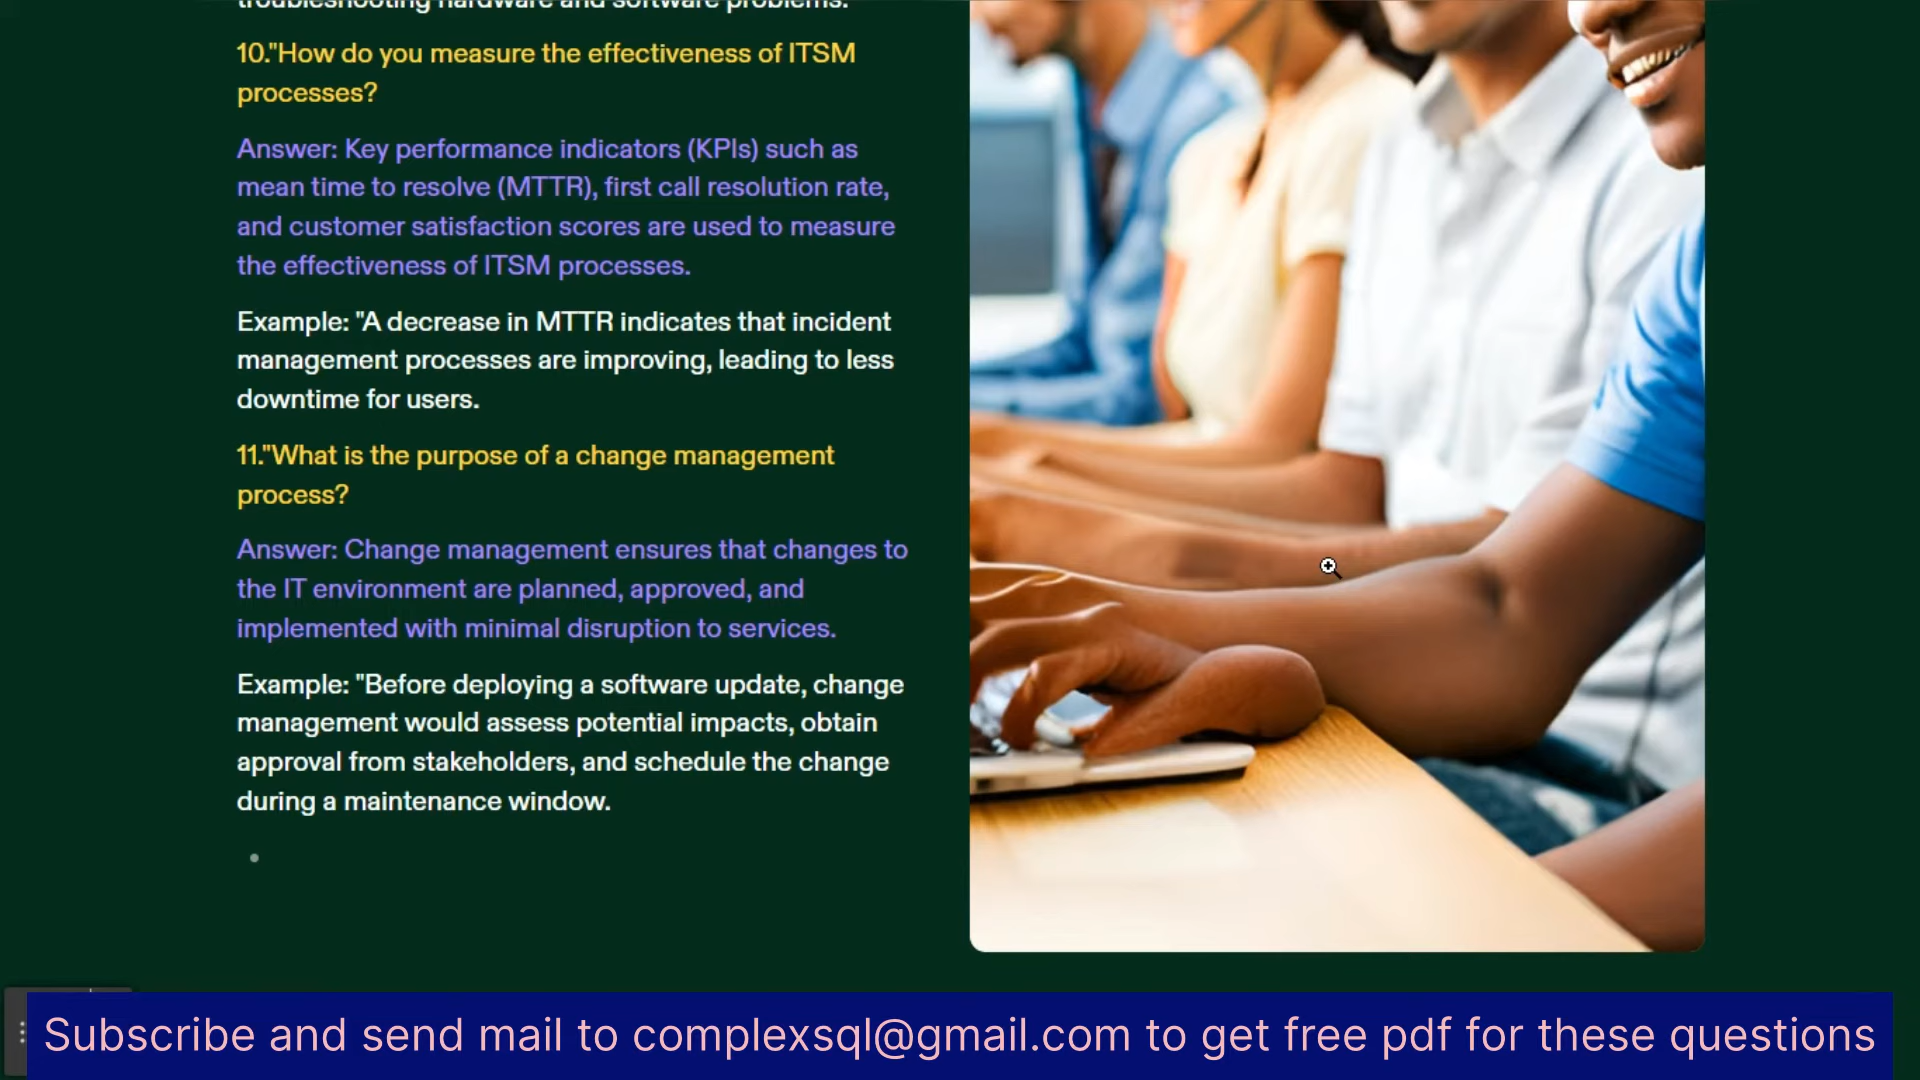 troubleshooting hardware and software problems.
10."How do you measure the effectiveness of ITSM
processes?
Answer: Key performance indicators (KPIs) such as
mean time to resolve (MTTR), first call resolution rate,
and customer satisfaction scores are used to measure
the effectiveness of ITSM processes.
Example: "A decrease in MTTR indicates that incident
management processes are improving, leading to less
downtime for users.
11."What is the purpose of a change management
process?
Answer: Change management ensures that changes to
the IT environment are planned, approved, and
implemented with minimal disruption to services.
Example: "Before deploying a software update, change
management would assess potential impacts, obtain
approval from stakeholders, and schedule the change
during a maintenance window.
Subscribe and send mail to complexsql@gmail.com to get free pdf for these questions